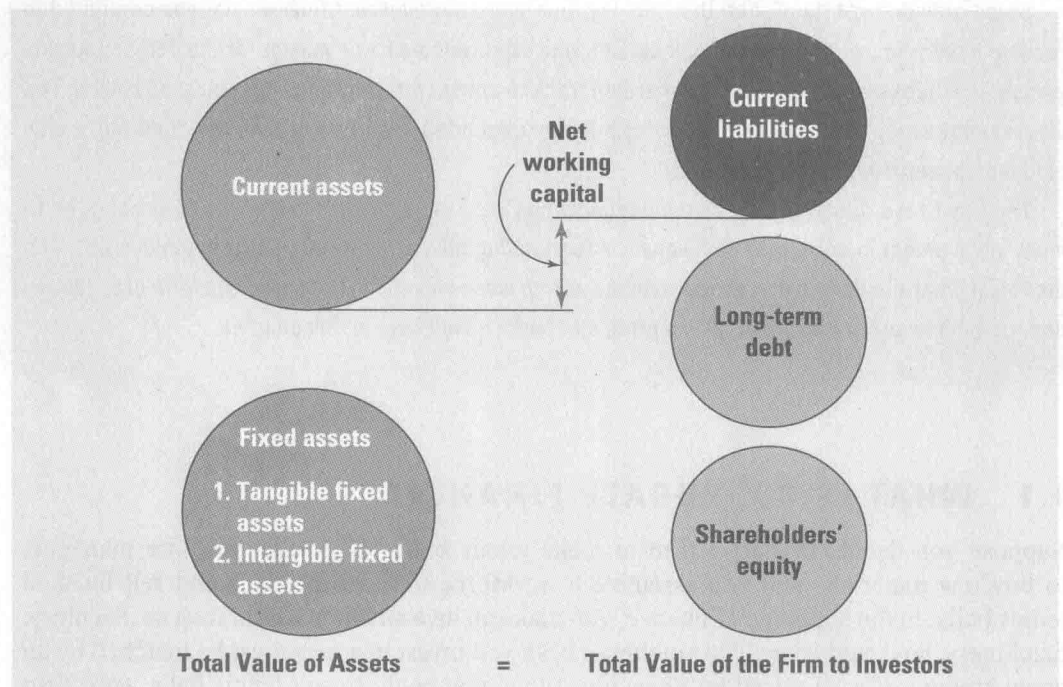 Current assets
Net
working
capital
Current
liabilities
Long-term
debt
Fixed assets
1. Tangible fixed
assets
2. Intangible fixed
assets
Shareholders'
equity
Total Value of Assets = Total Value of the Firm to Investors